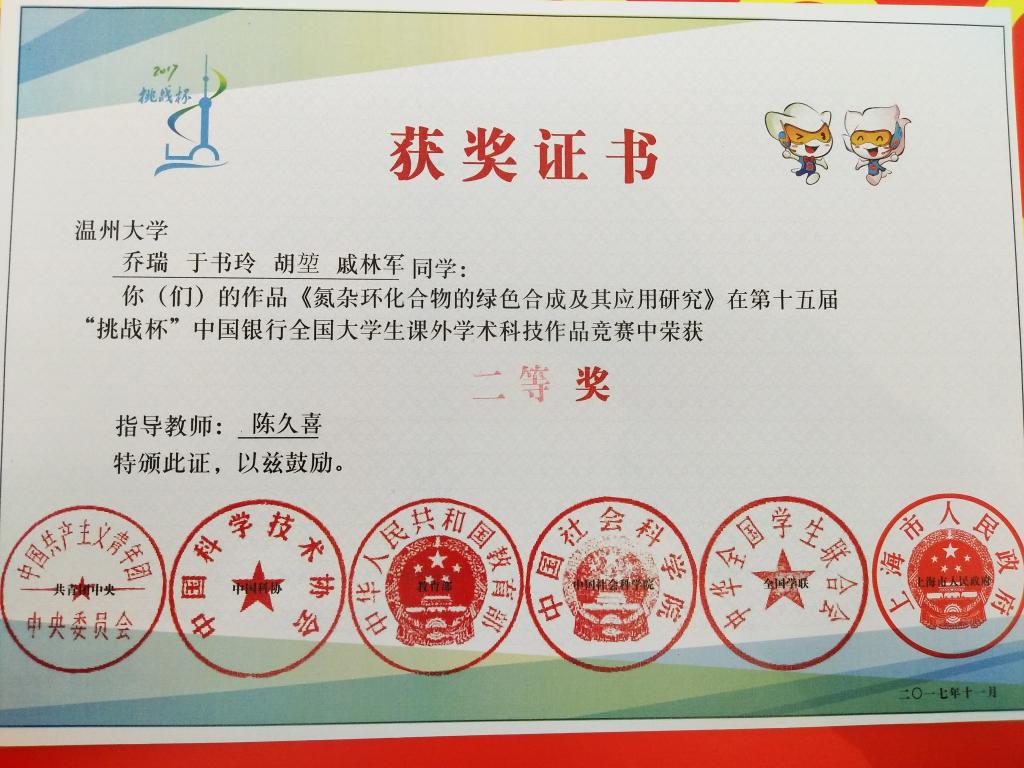 2017
挑战杯
获奖证书
温州大学
乔瑞 于书玲 胡堃 戚林军 同学：
你（们）的作品《氮杂环化合物的绿色合成及其应用研究》在第十五届
“挑战杯”中国银行全国大学生课外学术科技作品竞赛中荣获
二等奖
指导教师：陈久喜
特颁此证，以兹鼓励。
中国共产主义青年团
共青团中央
中央委员会
中国科学技术协会
中国科协
中华人民共和国教育部
教育部
中国社会科学院
中国社会科学院
中华全国学生联合会
全国学联
上海市人民政府
上海市人民政府
二〇一七年十一月